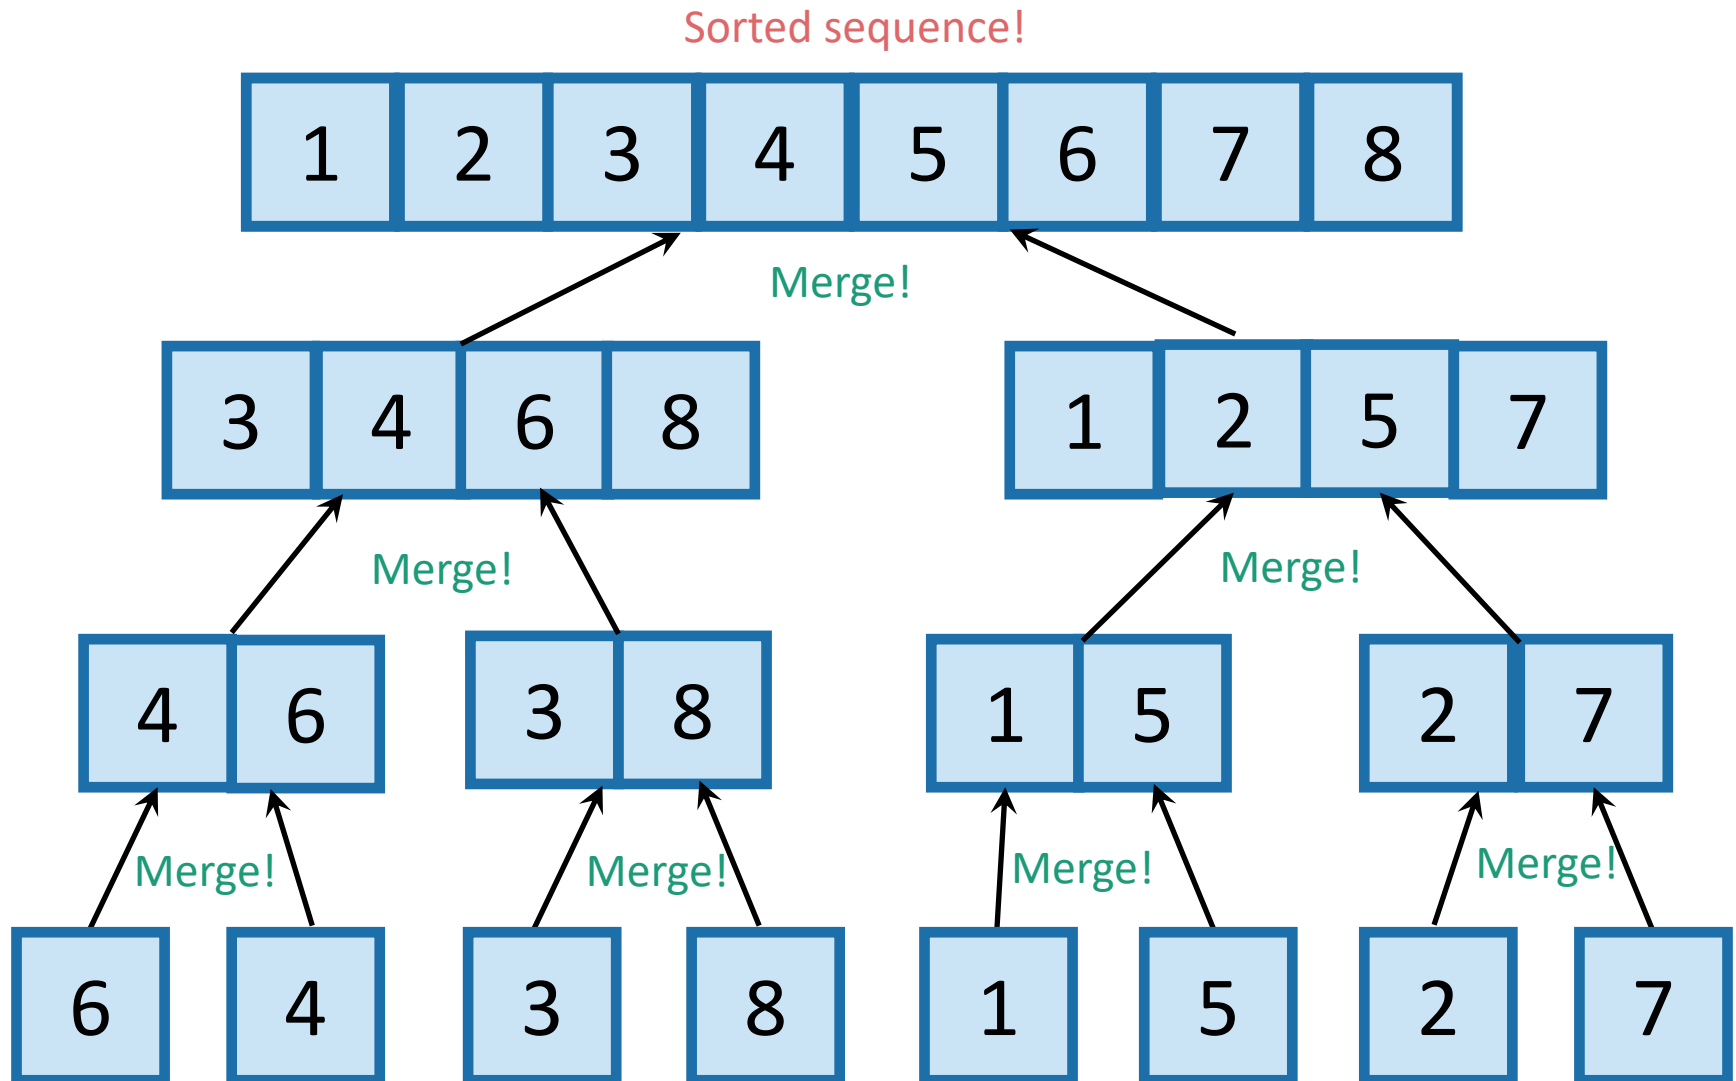 Sorted sequence!
1 2 3 4 5 6 7 8
Merge!
3 4 6 8 1 2 5 7
Merge! Merge!
4 6 3 8 1 5 2 7
Merge! Merge! Merge! Merge!
6 4 3 8 1 5 2 7